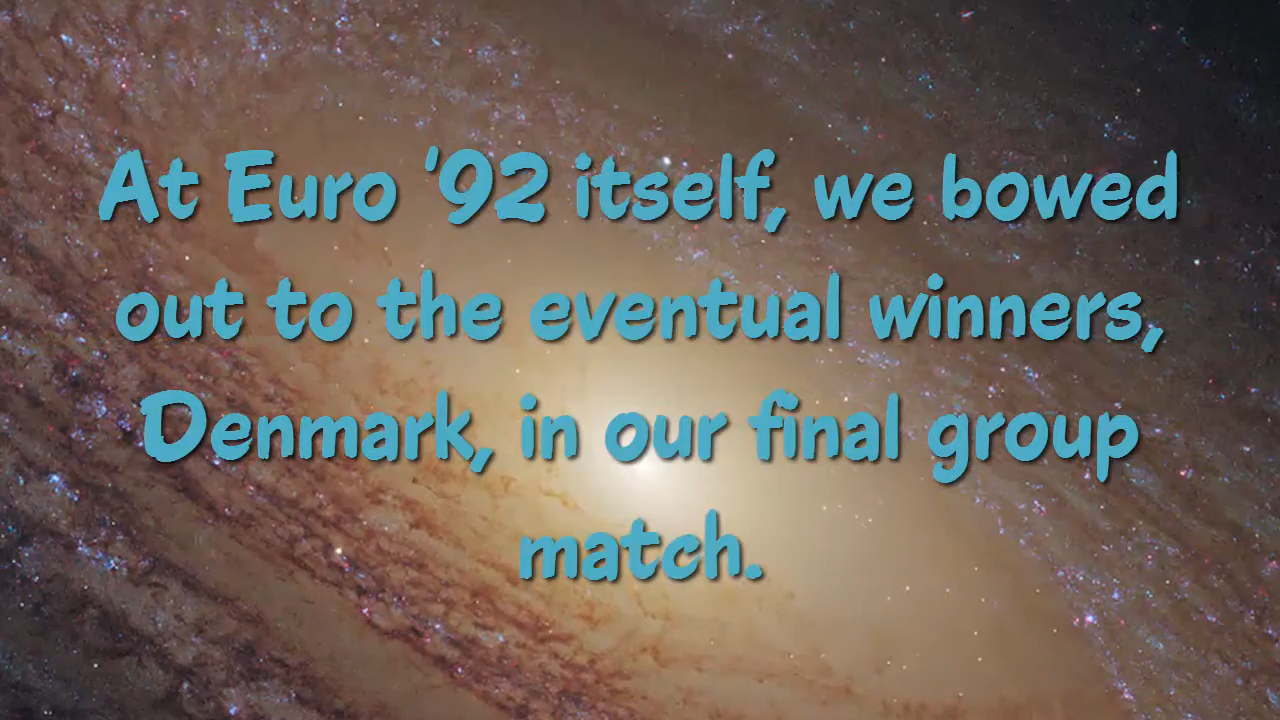 At Euro '92 itself, we bowed
out to the eventual winners,
Denmark, in our final group
match.